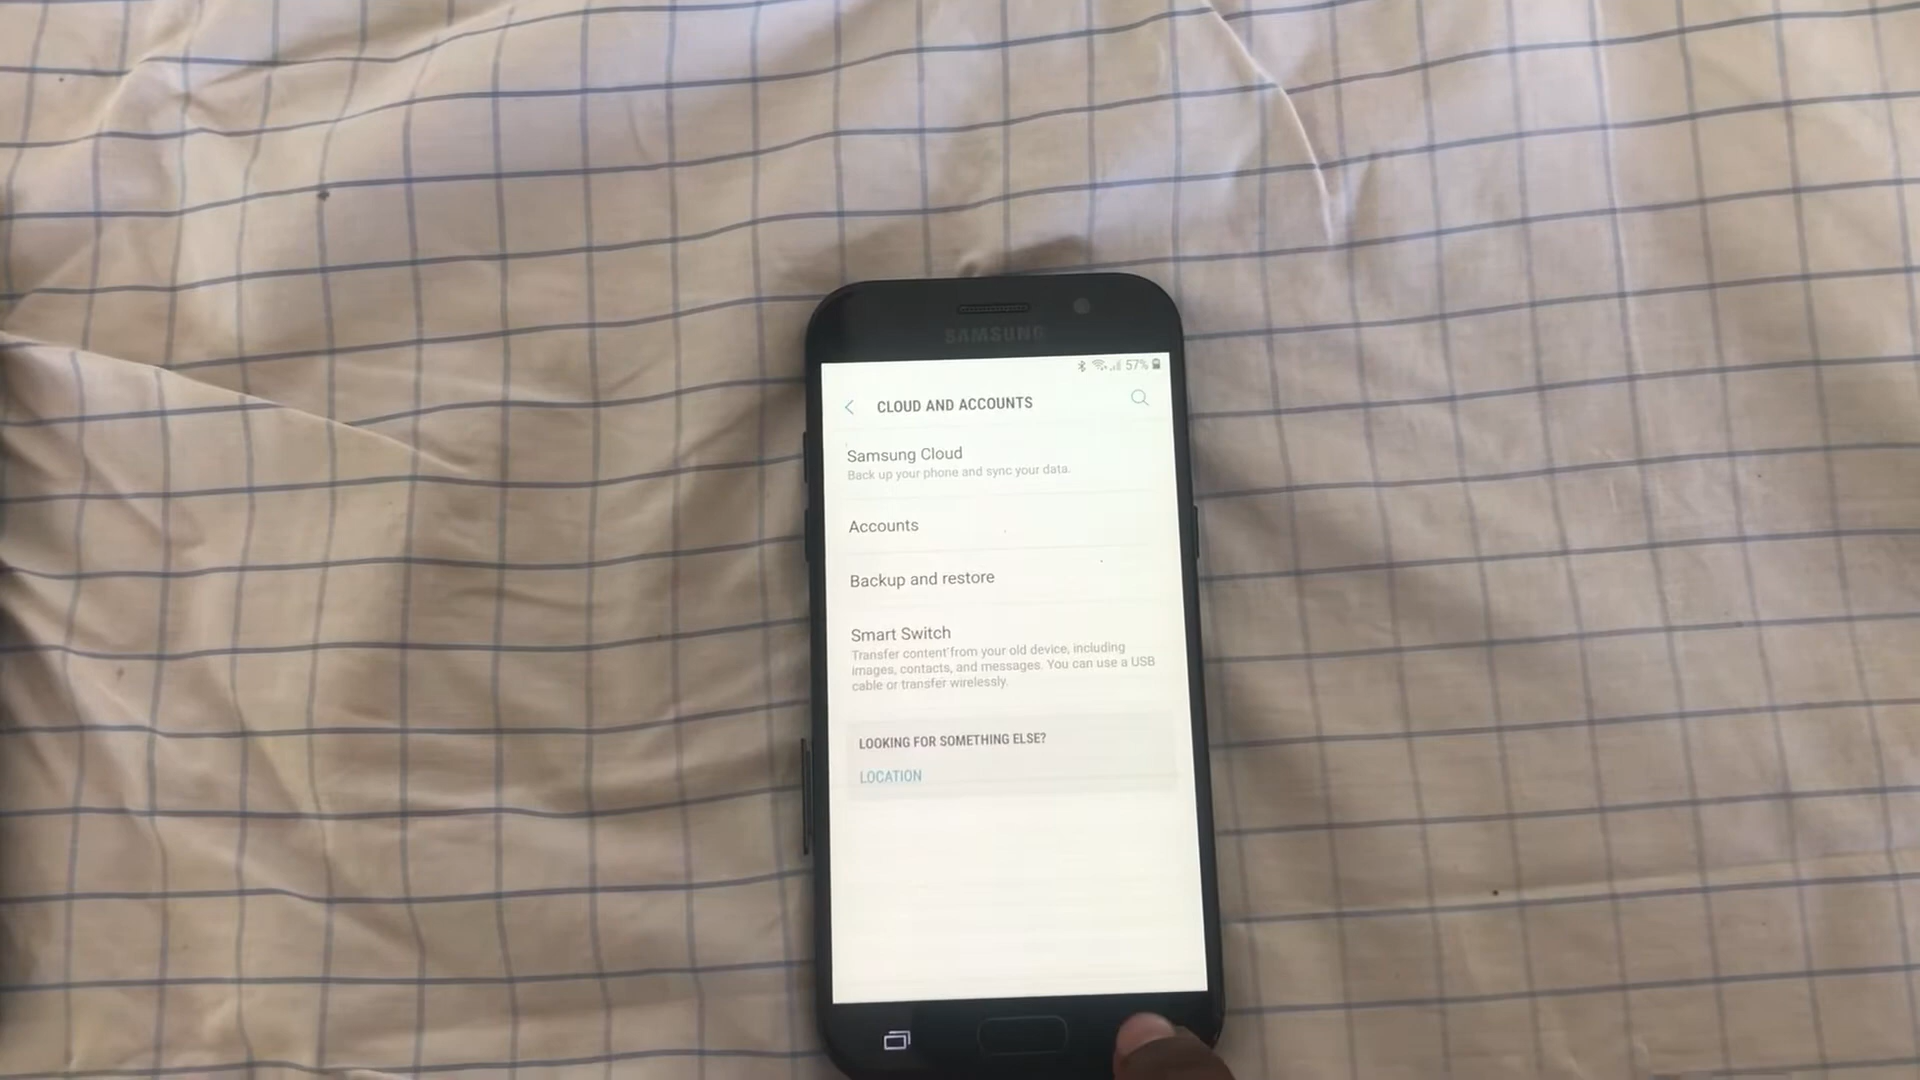 SAMSUNG
57%
CLOUD AND ACCOUNTS
Samsung Cloud
Back up your phone and sync your data.
Accounts
Backup and restore
Smart Switch
Transfer content from your old device, including
images, contacts, and messages. You can use a USB
cable or transfer wirelessly.
LOOKING FOR SOMETHING ELSE?
LOCATION